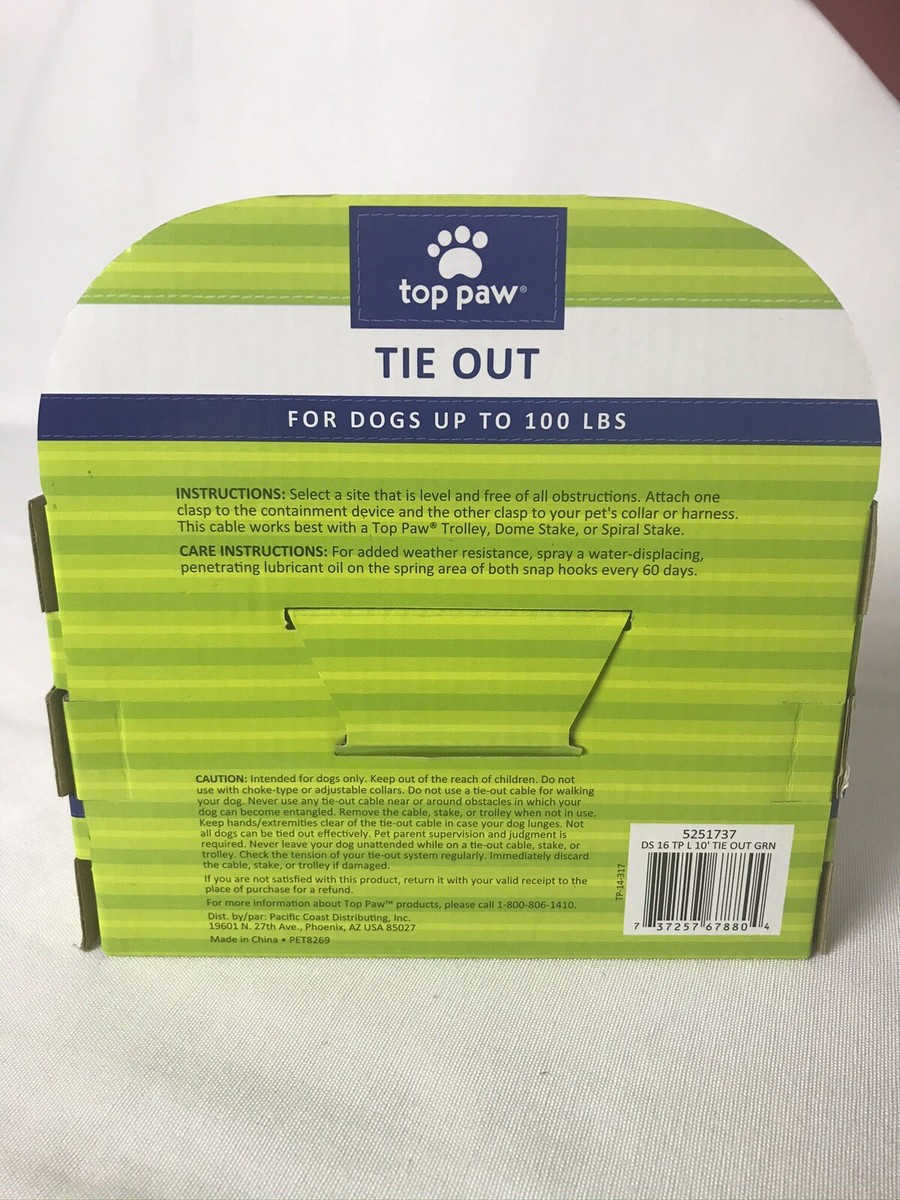 top paw®
TIE OUT
FOR DOGS UP TO 100 LBS
INSTRUCTIONS: Select a site that is level and free of all obstructions. Attach one
clasp to the containment device and the other clasp to your pet's collar or harness.
This cable works best with a Top Paw® Trolley, Dome Stake, or Spiral Stake.
CARE INSTRUCTIONS: For added weather resistance, spray a water-displacing,
penetrating lubricant oil on the spring area of both snap hooks every 60 days.
CAUTION: Intended for dogs only. Keep out of the reach of children. Do not
use with choke-type or adjustable collars. Do not use a tie-out cable for walking
your dog. Never use any tie-out cable near or around obstacles in which your
dog can become entangled. Remove the cable, stake, or trolley when not in use.
Keep hands/extremities clear of the tie-out cable in case your dog lunges. Not
all dogs can be tied out effectively. Pet parent supervision and judgment is
required. Never leave your dog unattended while on a tie-out cable, stake, or
trolley. Check the tension of your tie-out system regularly. Immediately discard
the cable, stake, or trolley if damaged.
If you are not satisfied with this product, return it with your valid receipt to the
place of purchase for a refund.
For more information about Top Paw™ products, please call 1-800-806-1410.
Dist. by/par: Pacific Coast Distributing, Inc.
19601 N. 27th Ave., Phoenix, AZ USA 85027
Made in China • PET8269
TP-14-317
5251737
DS 16 TP L 10' TIE OUT GRN
7 37257 67880 4